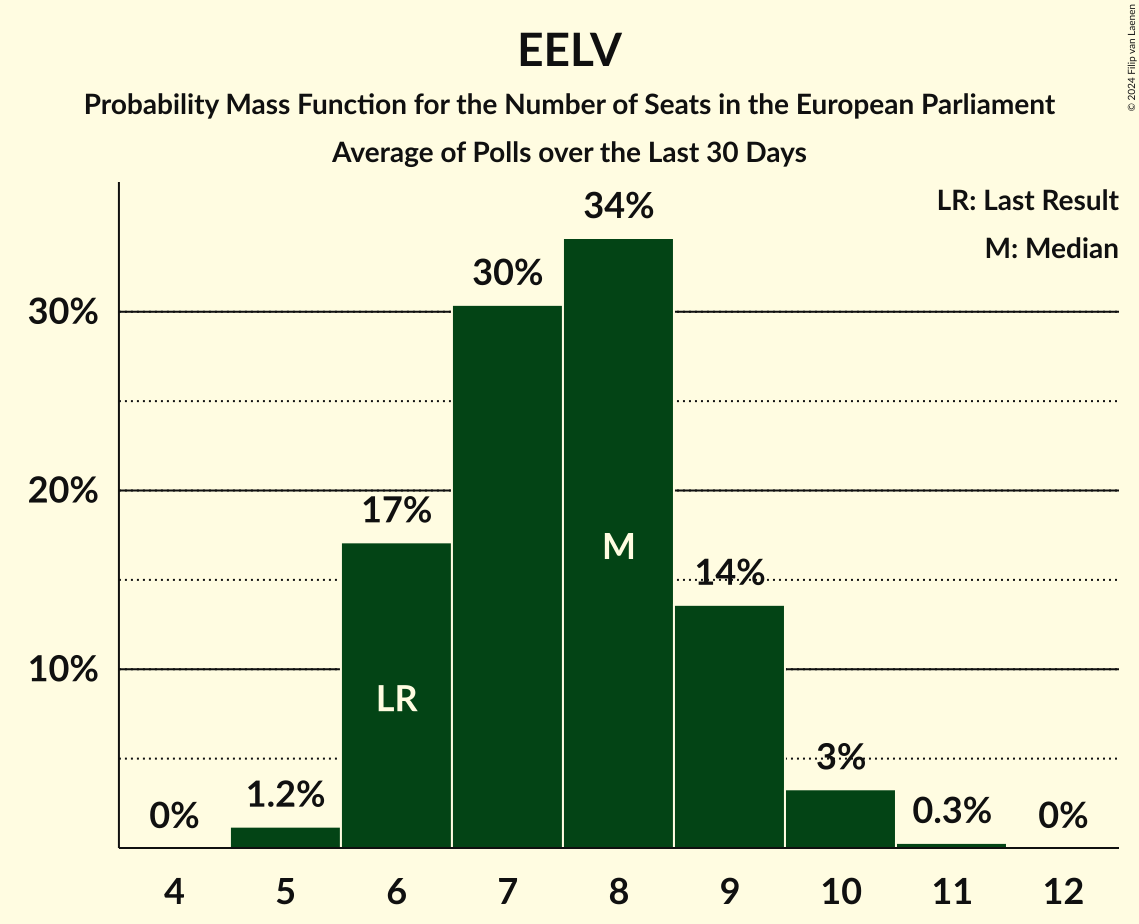 EELV
Probability Mass Function for the Number of Seats in the European Parliament
Average of Polls over the Last 30 Days
© 2024 Filip van Laenen
LR: Last Result
M: Median
34%
30%
30%
20%
17%
M
14%
10%
LR
3%
1.2%
0.3%
0%
0%
4 5 6 7 8 9 10 11 12